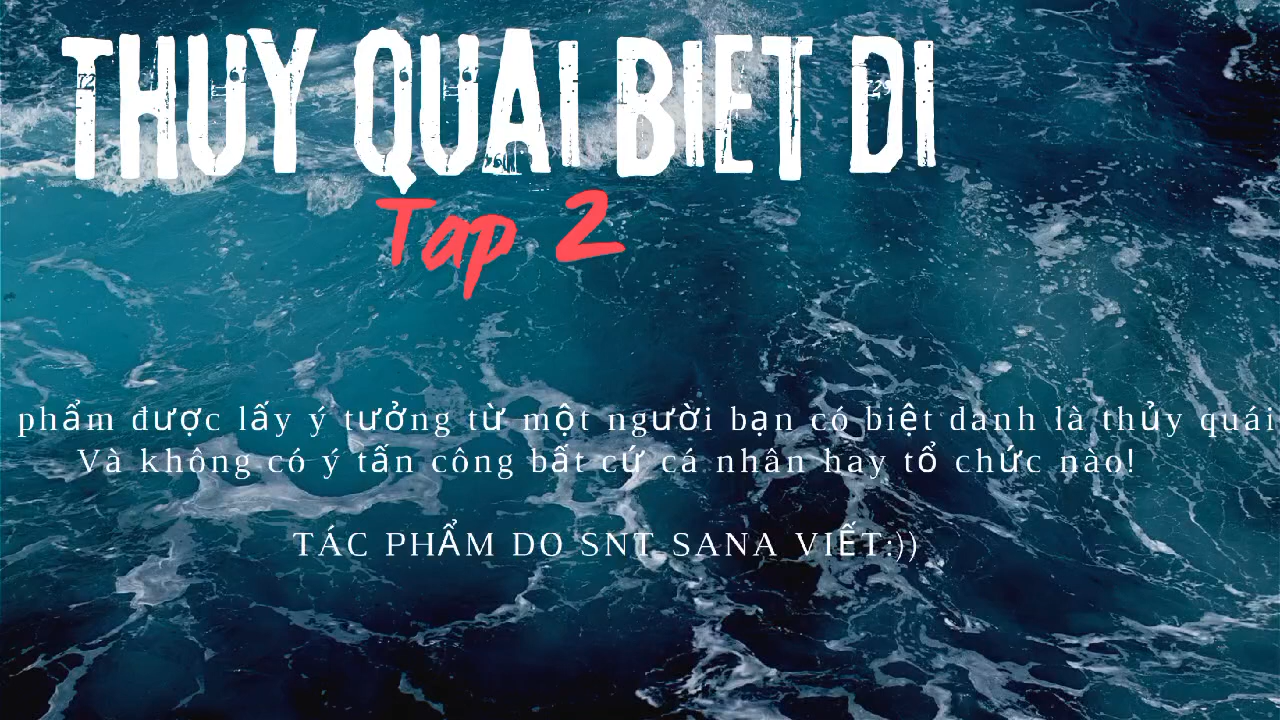 THUY QUAI BIET DI
Tap 2
phẩm được lấy ý tưởng từ một người bạn có biệt danh là thủy quái
Và không có ý tấn công bất cứ cá nhân hay tổ chức nào!
TÁC PHẨM DO SNT SANA VIẾT:))